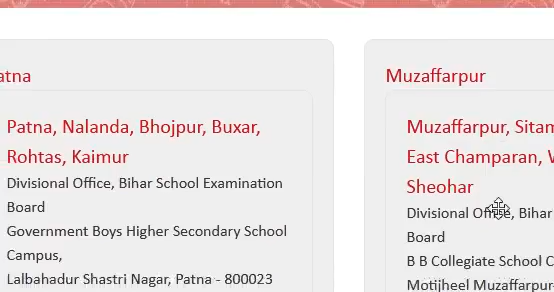 atna
Patna, Nalanda, Bhojpur, Buxar,
Rohtas, Kaimur
Divisional Office, Bihar School Examination
Board
Government Boys Higher Secondary School
Campus,
Lalbahadur Shastri Nagar, Patna - 800023
Muzaffarpur
Muzaffarpur, Sitam
East Champaran, V
Sheohar
Divisional Office, Bihar
Board
B B Collegiate School C
Motijheel Muzaffarpur